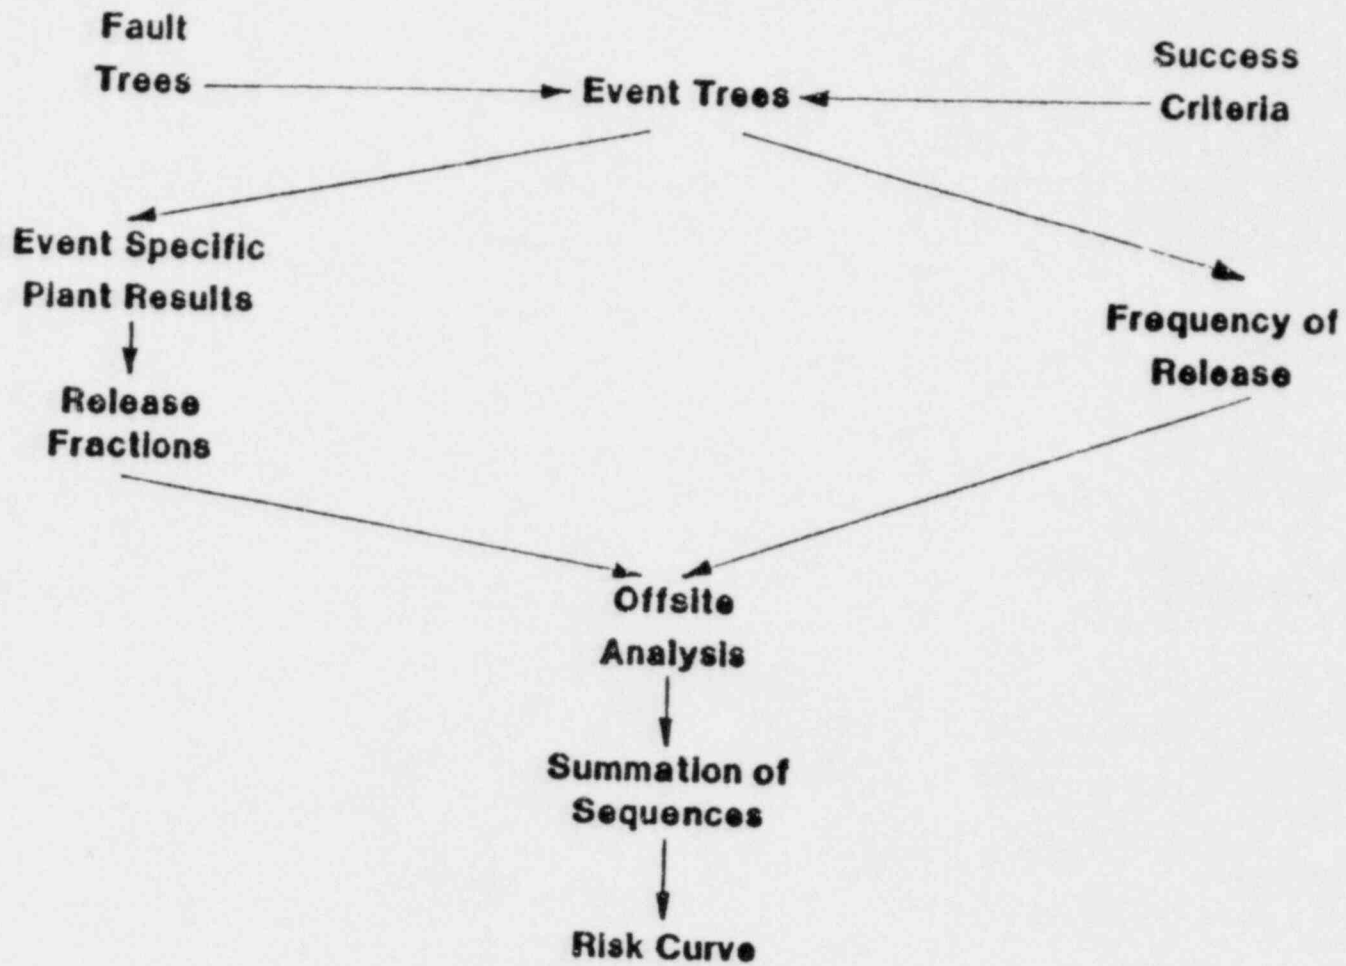 Fault
Trees
Event Trees
Success
Criteria
Event Specific
Plant Results
Frequency of
Release
Release
Fractions
Offsite
Analysis
Summation of
Sequences
Risk Curve